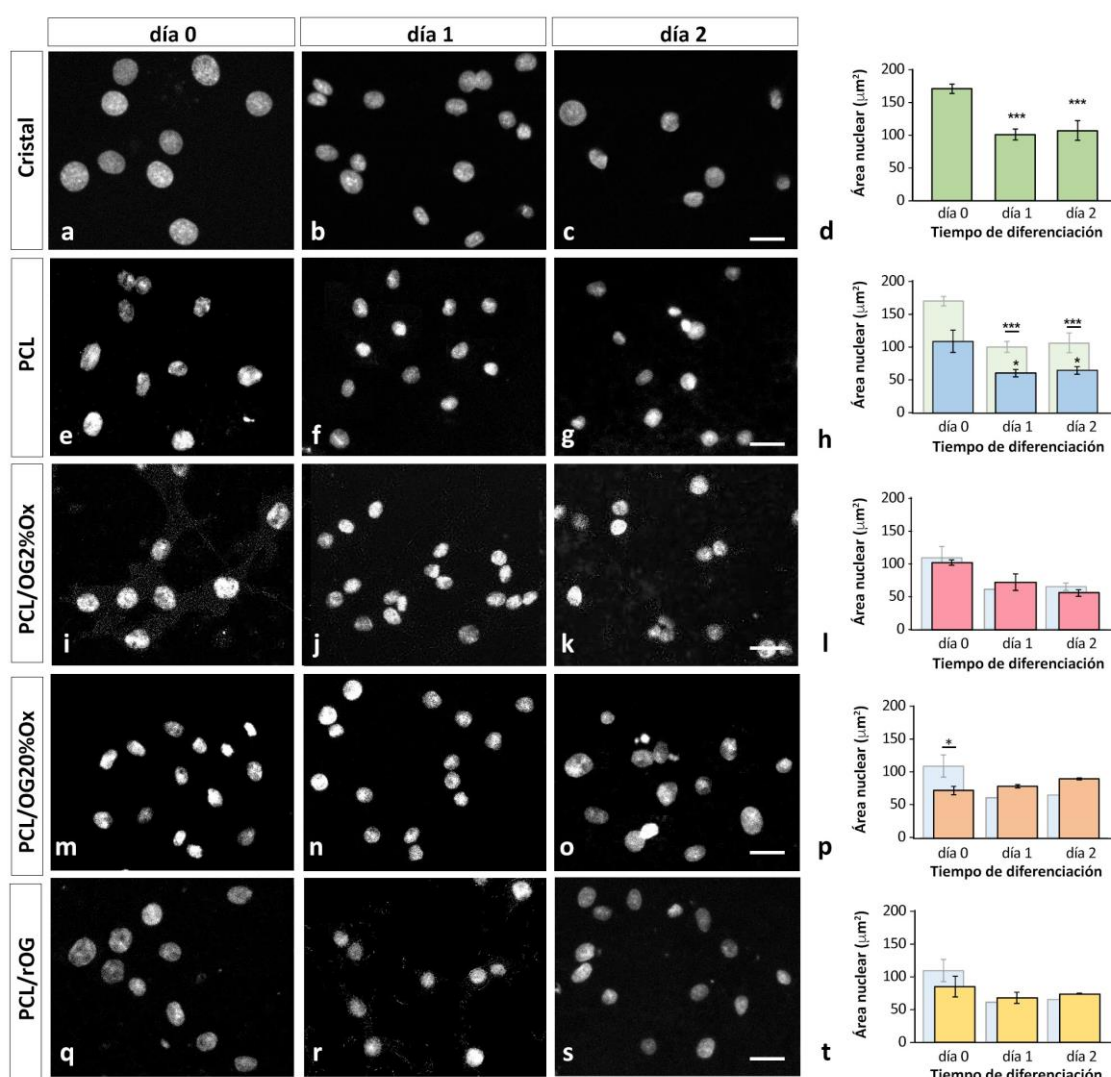 día 0
día 1
día 2
Cristal
a
b
c
d
Área nuclear (μm²)
200
150
100
50
0
***
***
día 0
día 1
día 2
Tiempo de diferenciación
PCL
e
f
g
h
Área nuclear (μm²)
200
150
100
50
0
***
***
*
*
día 0
día 1
día 2
Tiempo de diferenciación
PCL/OG2%Ox
i
j
k
l
Área nuclear (μm²)
200
150
100
50
0
día 0
día 1
día 2
Tiempo de diferenciación
PCL/OG20%Ox
m
n
o
p
Área nuclear (μm²)
200
150
100
50
0
*
día 0
día 1
día 2
Tiempo de diferenciación
PCL/rOG
q
r
s
t
Área nuclear (μm²)
200
150
100
50
0
día 0
día 1
día 2
Tiempo de diferenciación